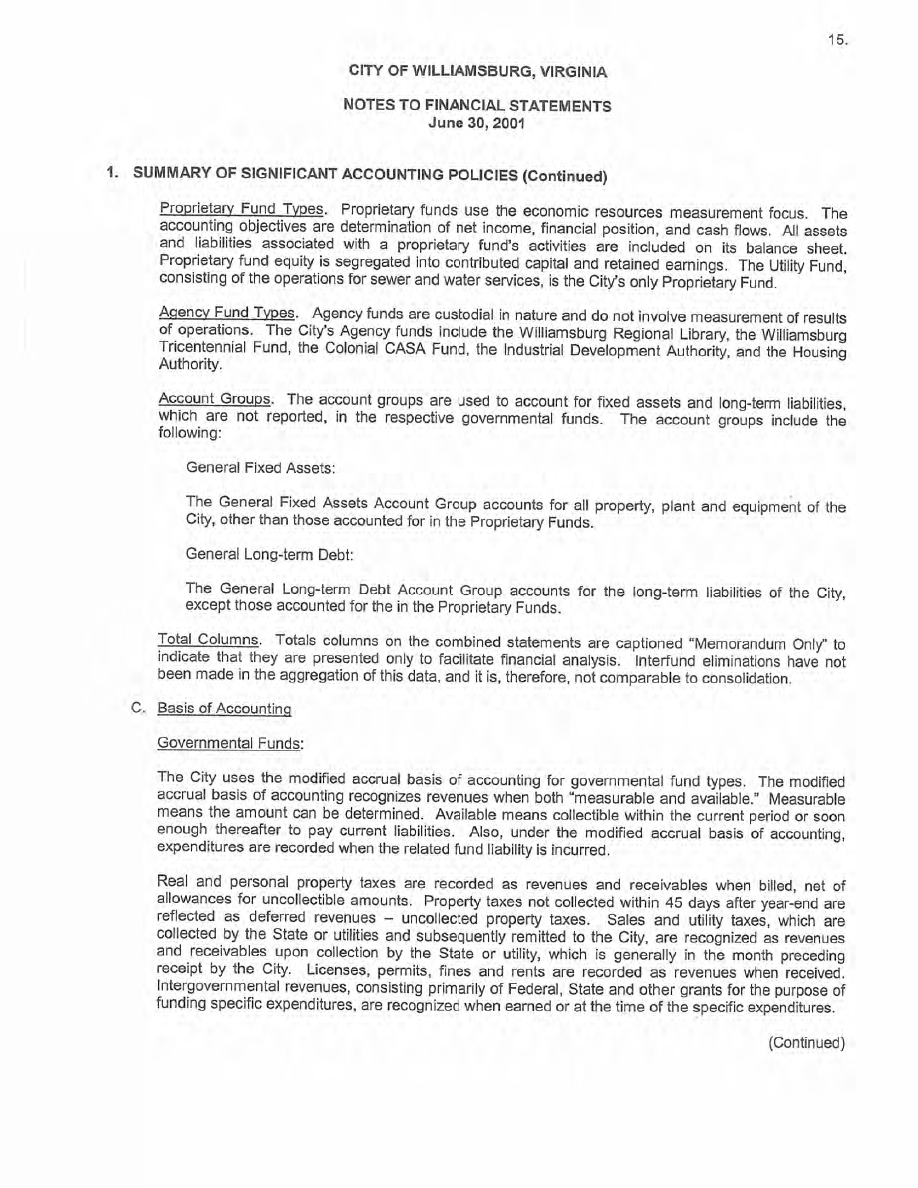 15.
CITY OF WILLIAMSBURG, VIRGINIA
NOTES TO FINANCIAL STATEMENTS
June 30, 2001
1. SUMMARY OF SIGNIFICANT ACCOUNTING POLICIES (Continued)
Proprietary Fund Types. Proprietary funds use the economic resources measurement focus. The
accounting objectives are determination of net income, financial position, and cash flows. All assets
and liabilities associated with a proprietary fund's activities are included on its balance sheet.
Proprietary fund equity is segregated into contributed capital and retained earnings. The Utility Fund,
consisting of the operations for sewer and water services, is the City's only Proprietary Fund.
Agency Fund Types. Agency funds are custodial in nature and do not involve measurement of results
of operations. The City's Agency funds include the Williamsburg Regional Library, the Williamsburg
Tricentennial Fund, the Colonial CASA Fund, the Industrial Development Authority, and the Housing
Authority.
Account Groups. The account groups are used to account for fixed assets and long-term liabilities,
which are not reported, in the respective governmental funds. The account groups include the
following:
General Fixed Assets:
The General Fixed Assets Account Group accounts for all property, plant and equipment of the
City, other than those accounted for in the Proprietary Funds.
General Long-term Debt:
The General Long-term Debt Account Group accounts for the long-term liabilities of the City,
except those accounted for the in the Proprietary Funds.
Total Columns. Totals columns on the combined statements are captioned “Memorandum Only” to
indicate that they are presented only to facilitate financial analysis. Interfund eliminations have not
been made in the aggregation of this data, and it is, therefore, not comparable to consolidation.
C. Basis of Accounting
Governmental Funds:
The City uses the modified accrual basis of accounting for governmental fund types. The modified
accrual basis of accounting recognizes revenues when both “measurable and available.” Measurable
means the amount can be determined. Available means collectible within the current period or soon
enough thereafter to pay current liabilities. Also, under the modified accrual basis of accounting,
expenditures are recorded when the related fund liability is incurred.
Real and personal property taxes are recorded as revenues and receivables when billed, net of
allowances for uncollectible amounts. Property taxes not collected within 45 days after year-end are
reflected as deferred revenues – uncollected property taxes. Sales and utility taxes, which are
collected by the State or utilities and subsequently remitted to the City, are recognized as revenues
and receivables upon collection by the State or utility, which is generally in the month preceding
receipt by the City. Licenses, permits, fines and rents are recorded as revenues when received.
Intergovernmental revenues, consisting primarily of Federal, State and other grants for the purpose of
funding specific expenditures, are recognized when earned or at the time of the specific expenditures.
(Continued)